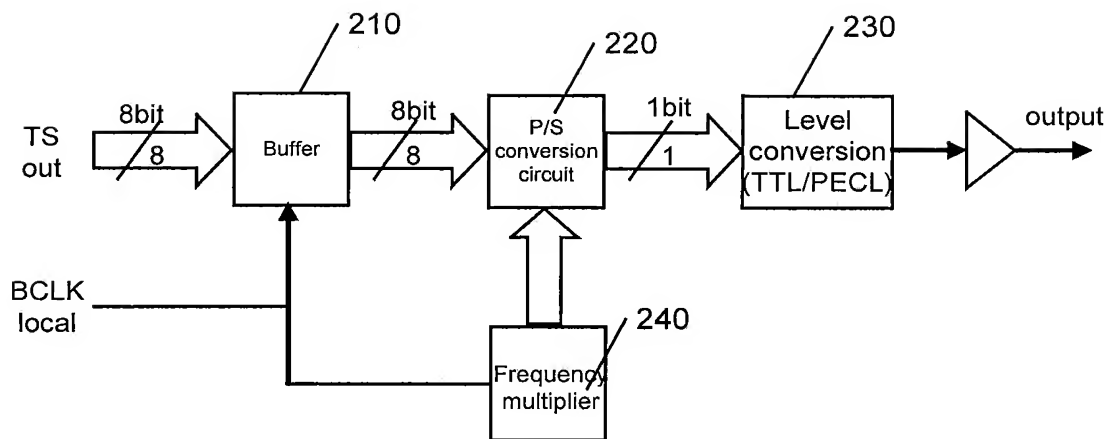 210
220
230
TS
out
8bit
8
Buffer
8bit
8
P/S
conversion
circuit
1bit
1
Level
conversion
(TTL/PECL)
output
BCLK
local
240
Frequency
multiplier